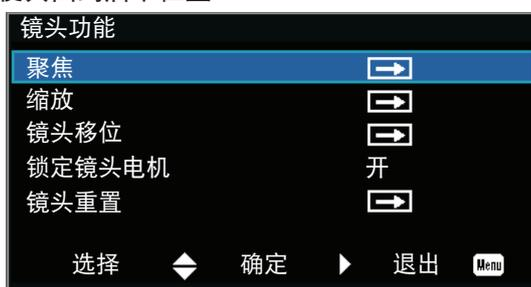 镜头功能
聚焦
缩放
镜头移位
锁定镜头电机 开
镜头重置
选择 确定 退出 Menu